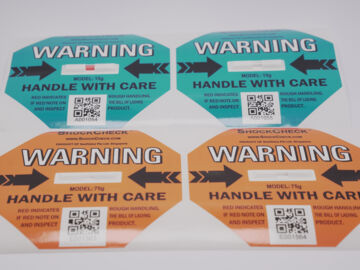 WARNING
MODEL: 15g
HANDLE WITH CARE
RED INDICATES ROUGH HANDLING.
IF RED NOTE ON THE BILL OF LADING
AND INSPECT PRODUCT
WARNING
HANDLE WITH CARE
RED INDICATES ROUGH HANDLING.
IF RED NOTE ON THE BILL OF LADING
AND INSPECT PRODUCT
SHOCKCHECK
WARNING
MODEL: 75g
HANDLE WITH CARE
RED INDICATES ROUGH HANDLING.
IF RED NOTE ON THE BILL OF LADING
AND INSPECT PRODUCT
SHOCKCHECK
WARNING
MODEL: 75g
HANDLE WITH CARE
RED INDICATES ROUGH HANDLING.
IF RED NOTE ON THE BILL OF LADING
AND INSPECT PRODUCT